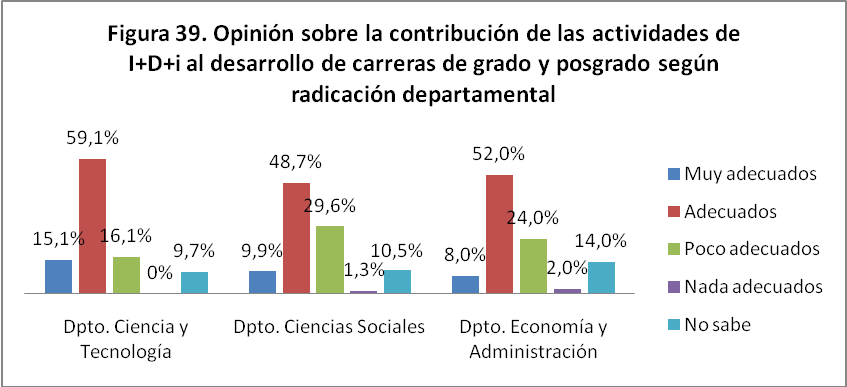 Figura 39. Opinión sobre la contribución de las actividades de
I+D+i al desarrollo de carreras de grado y posgrado según
radicación departamental
59,1%
15,1%
16,1%
0%
9,7%
48,7%
9,9%
29,6%
1,3%
10,5%
52,0%
8,0%
24,0%
2,0%
14,0%
Dpto. Ciencia y
Tecnología
Dpto. Ciencias Sociales
Dpto. Economía y
Administración
Muy adecuados
Adecuados
Poco adecuados
Nada adecuados
No sabe